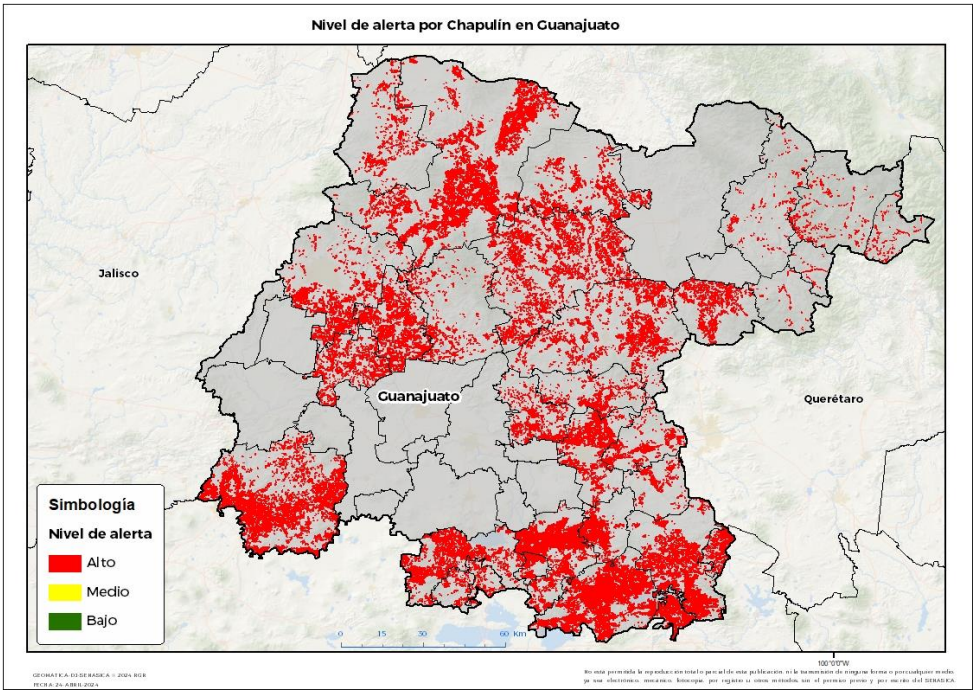 Nivel de alerta por Chapulín en Guanajuato
Jalisco
Guanajuato
Querétaro
Simbología
Nivel de alerta
Alto
Medio
Bajo
0 15 30 60 Km
100°0'0"W
GEOMATICA-DJ-SENASICA © 2024 RGR
FECHA: 24-ABRIL-2024
No esta permitida la reproducción total o parcial de esta publicación, ni la transmisión de ninguna forma o por cualquier medio,
ya sea electrónico, mecánico, fotocopia, por registro u otros métodos, sin el permiso previo y por escrito del SENASICA.